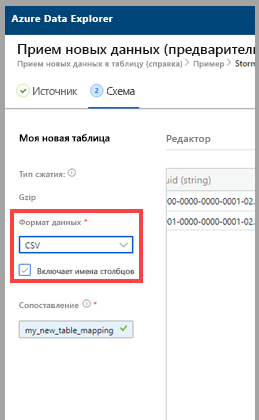 Azure Data Explorer
Прием новых данных (предварител
Прием новых данных в таблицу (справка) > Пример > Storm
Источник
2 Схема
Моя новая таблица
Редактор
Тип сжатия:
uid (string)
Gzip
00-0000-0000-0001-02.
01-0000-0000-0001-02.
Формат данных *
CSV
Включает имена столбцов
Сопоставление *
my_new_table_mapping